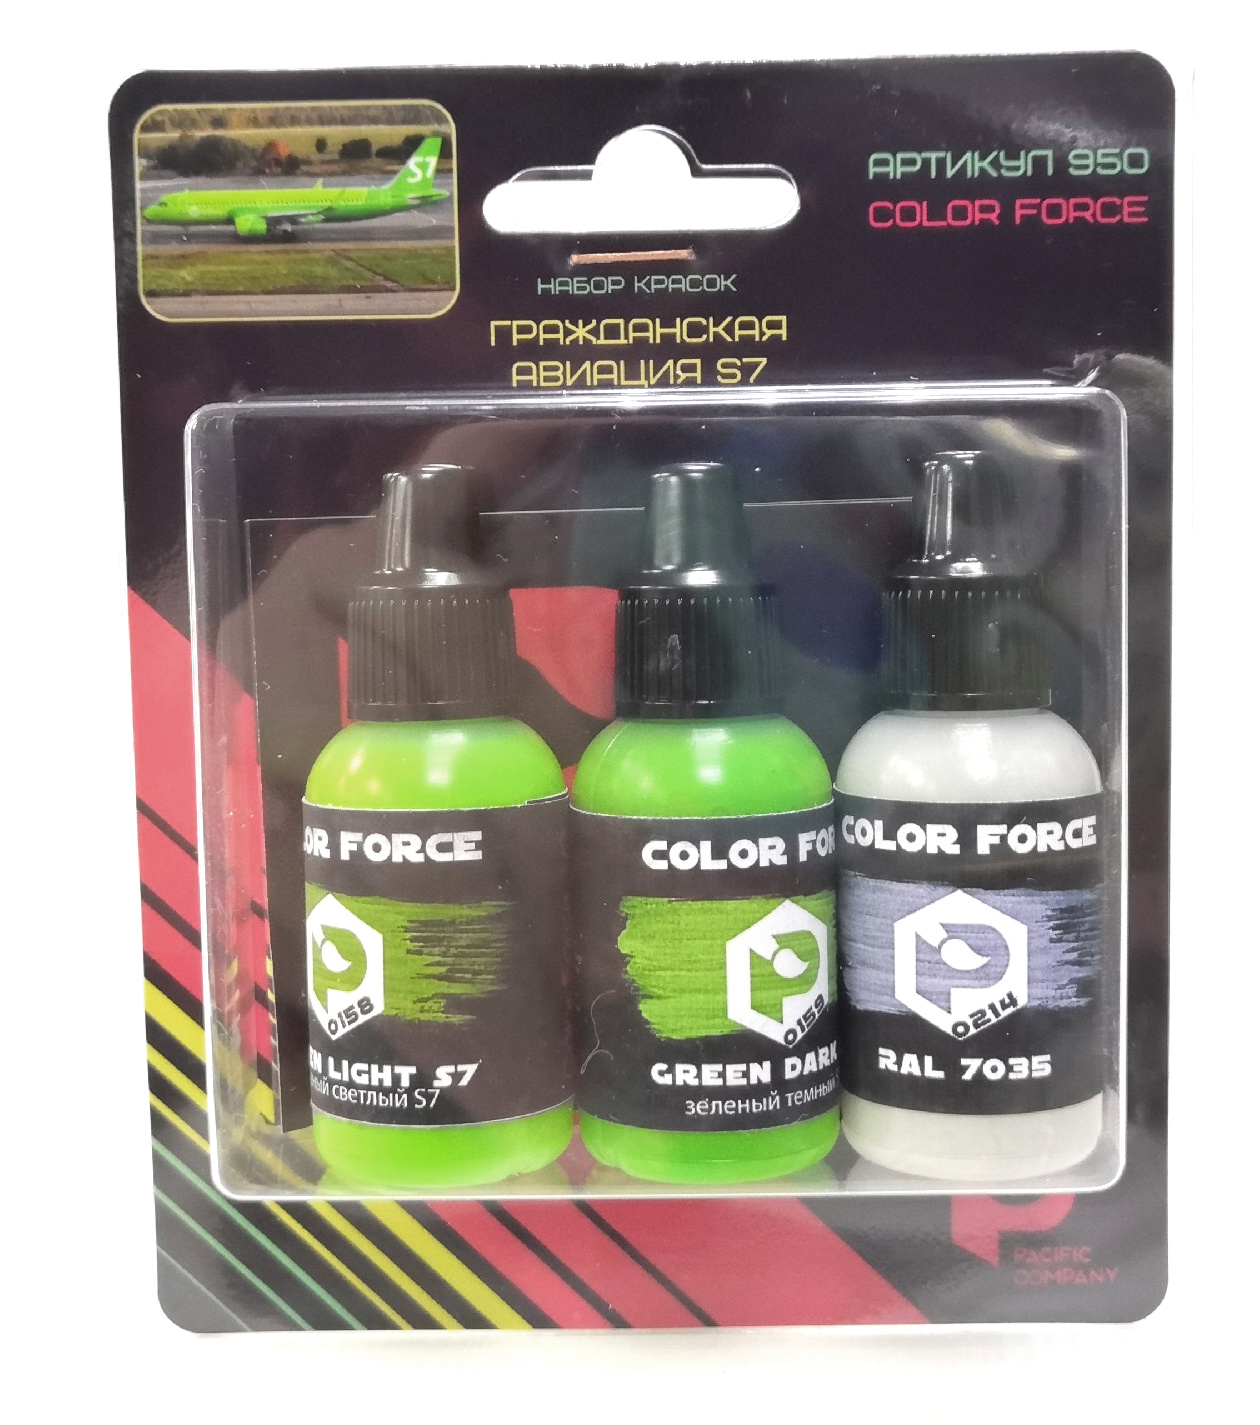 S7
АРТИКУЛ 950
COLOR FORCE
НАБОР КРАСОК
ГРАЖДАНСКАЯ
АВИАЦИЯ S7
OR FORCE
0158
EN LIGHT S7
ный светлый S7
COLOR FOR
0159
GREEN DARK
зеленый темный
COLOR FORCE
0214
RAL 7035
PACIFIC
COMPANY